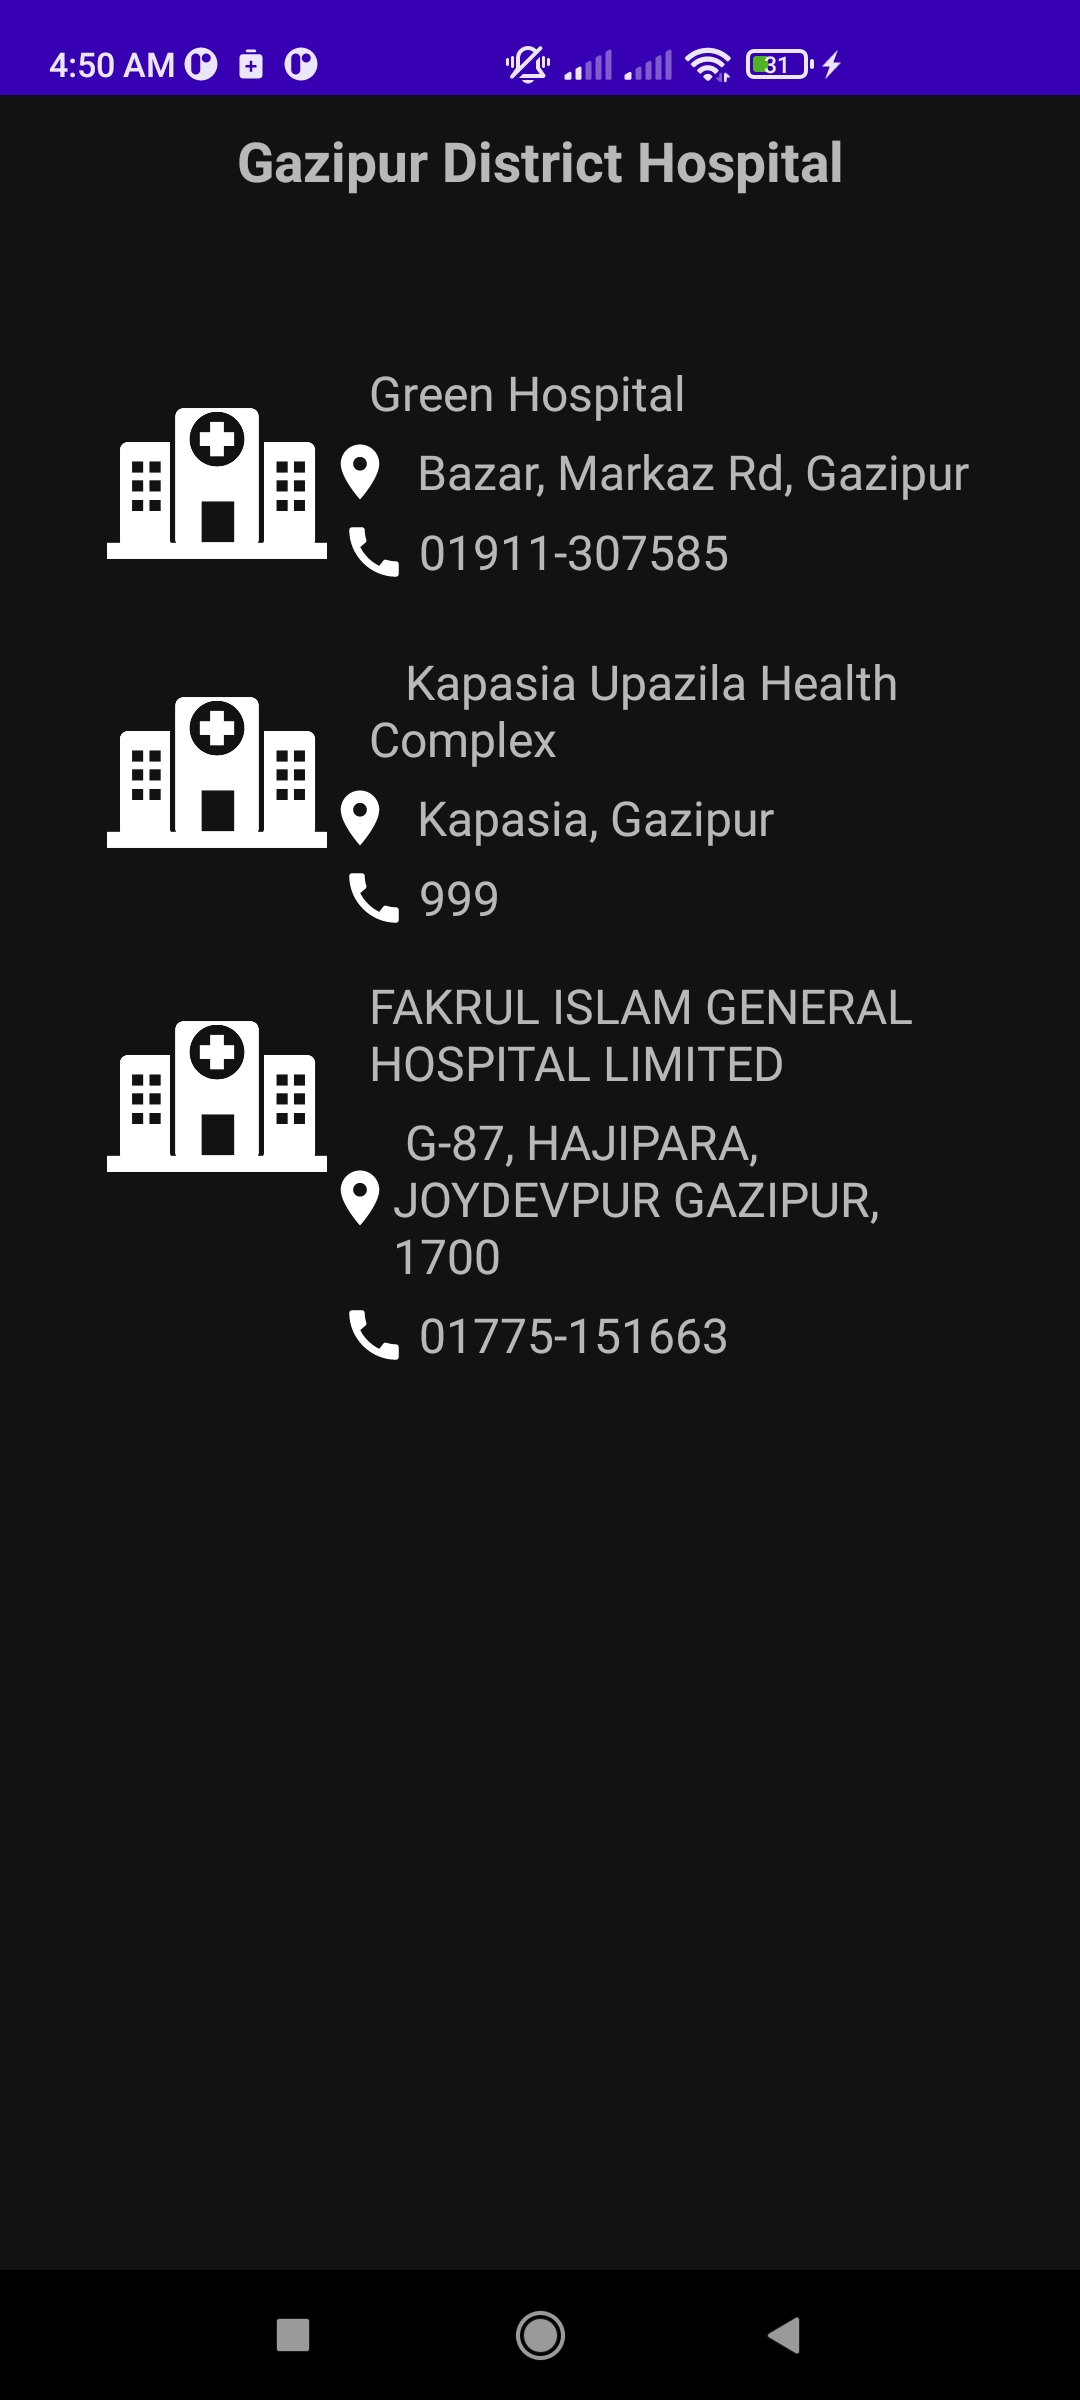 4:50 AM
31
Gazipur District Hospital
Green Hospital
Bazar, Markaz Rd, Gazipur
01911-307585
Kapasia Upazila Health
Complex
Kapasia, Gazipur
999
FAKRUL ISLAM GENERAL
HOSPITAL LIMITED
G-87, HAJIPARA,
JOYDEVPUR GAZIPUR,
1700
01775-151663